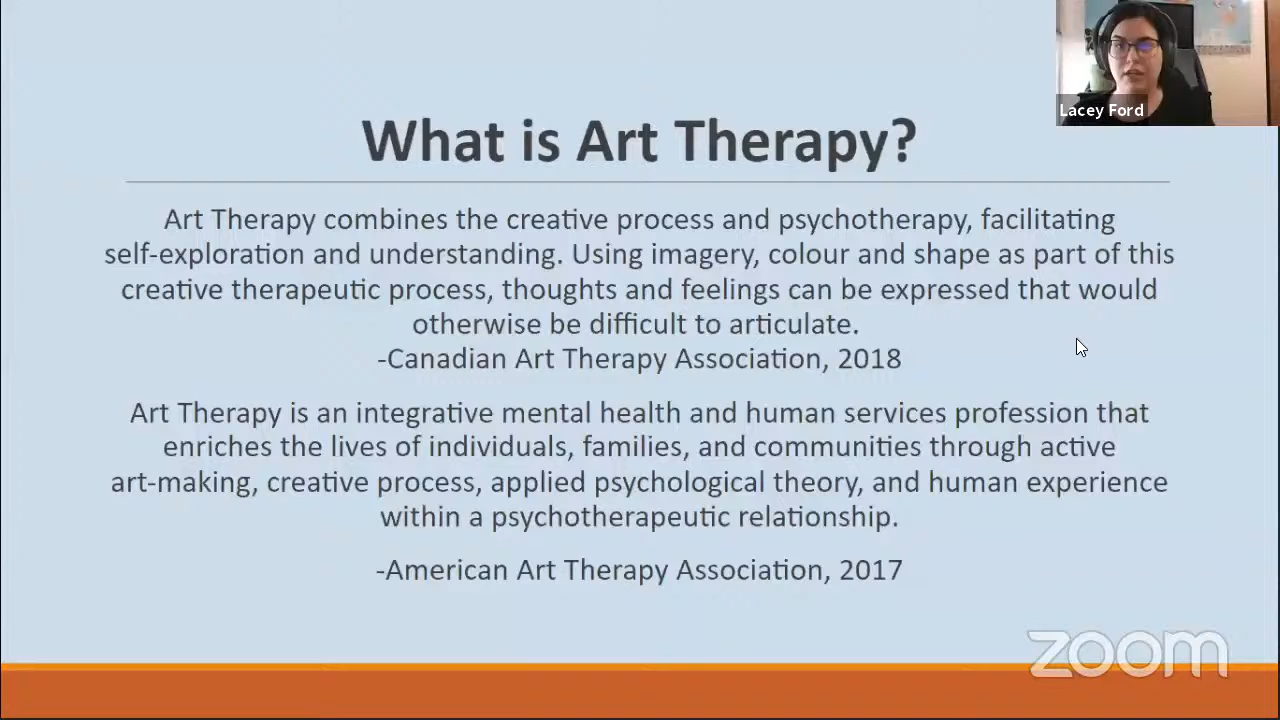 Lacey Ford
What is Art Therapy?
Art Therapy combines the creative process and psychotherapy, facilitating
self-exploration and understanding. Using imagery, colour and shape as part of this
creative therapeutic process, thoughts and feelings can be expressed that would
otherwise be difficult to articulate.
-Canadian Art Therapy Association, 2018
Art Therapy is an integrative mental health and human services profession that
enriches the lives of individuals, families, and communities through active
art-making, creative process, applied psychological theory, and human experience
within a psychotherapeutic relationship.
-American Art Therapy Association, 2017
zoom